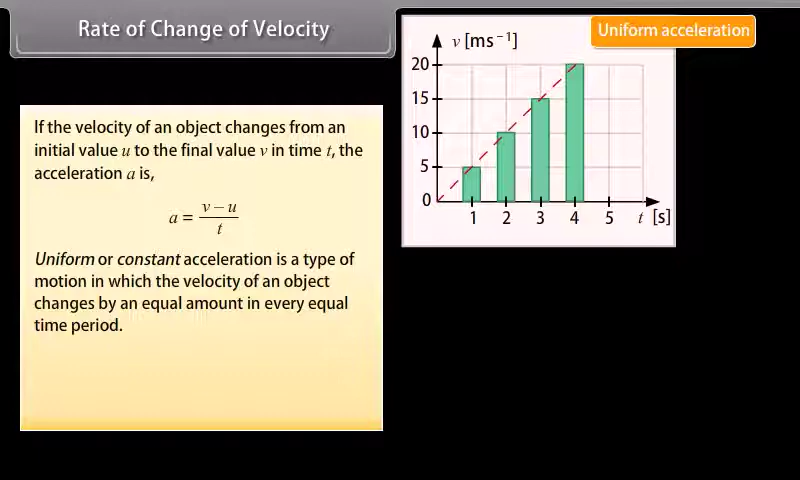 Rate of Change of Velocity
If the velocity of an object changes from an
initial value u to the final value v in time t, the
acceleration a is,
a = v – u
t
Uniform or constant acceleration is a type of
motion in which the velocity of an object
changes by an equal amount in every equal
time period.
Uniform acceleration
v [ms⁻¹]
20
15
10
5
0
1 2 3 4 5 t [s]